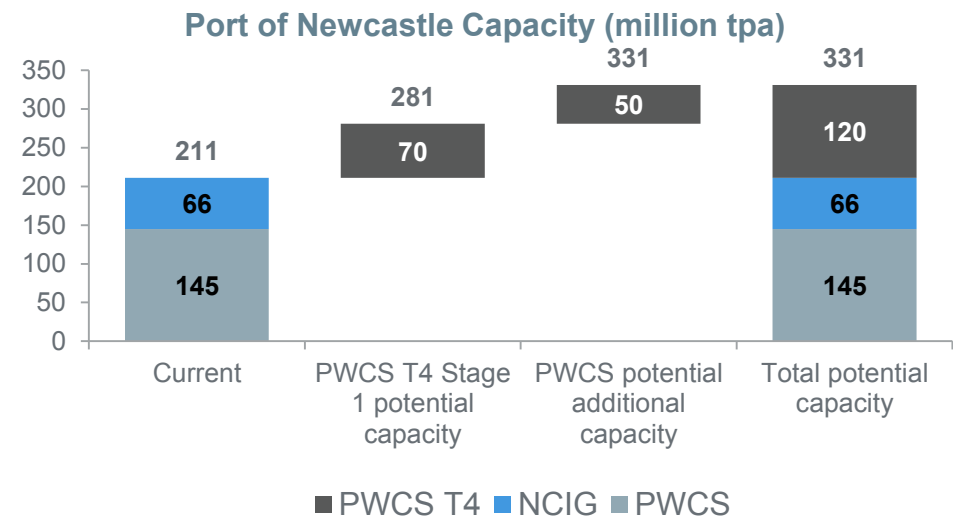 Port of Newcastle Capacity (million tpa)
350
300
250
200
150
100
50
0
211
66
145
281
70
331
50
331
120
66
145
Current
PWCS T4 Stage
1 potential
capacity
PWCS potential
additional
capacity
Total potential
capacity
PWCS T4 NCIG PWCS